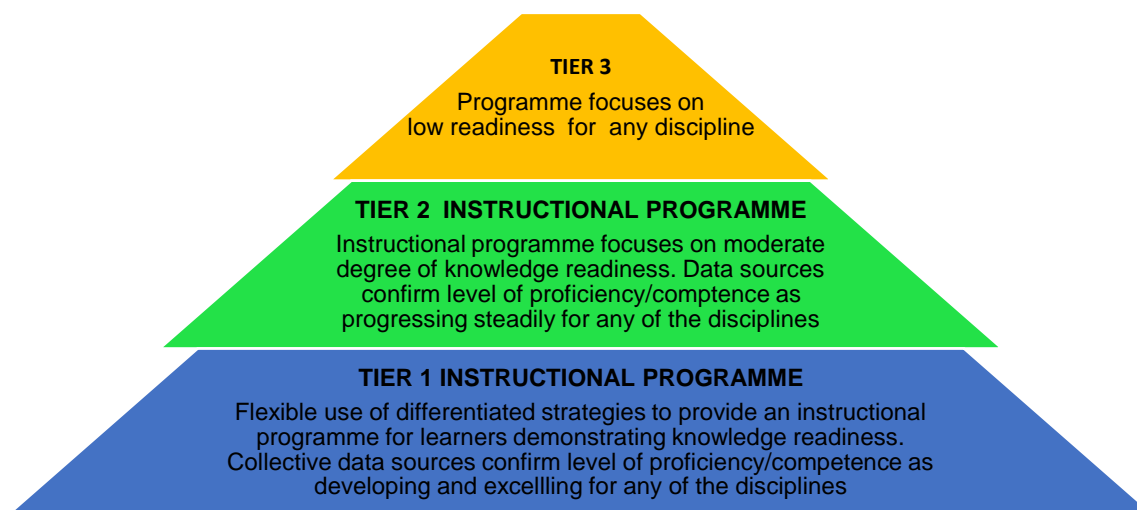 TIER 3
Programme focuses on
low readiness for any discipline
TIER 2 INSTRUCTIONAL PROGRAMME
Instructional programme focuses on moderate
degree of knowledge readiness. Data sources
confirm level of proficiency/comptence as
progressing steadily for any of the disciplines
TIER 1 INSTRUCTIONAL PROGRAMME
Flexible use of differentiated strategies to provide an instructional
programme for learners demonstrating knowledge readiness.
Collective data sources confirm level of proficiency/competence as
developing and excellling for any of the disciplines